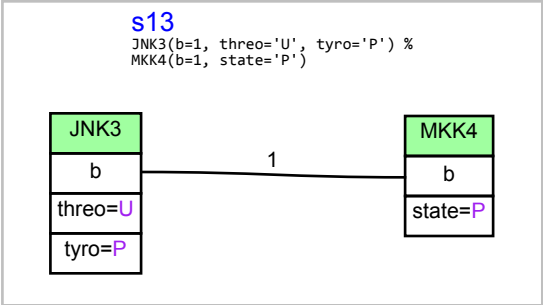 s13
JNK3(b=1, threo='U', tyro='P') %
MKK4(b=1, state='P')
JNK3
b
threo=U
tyro=P
1
MKK4
b
state=P